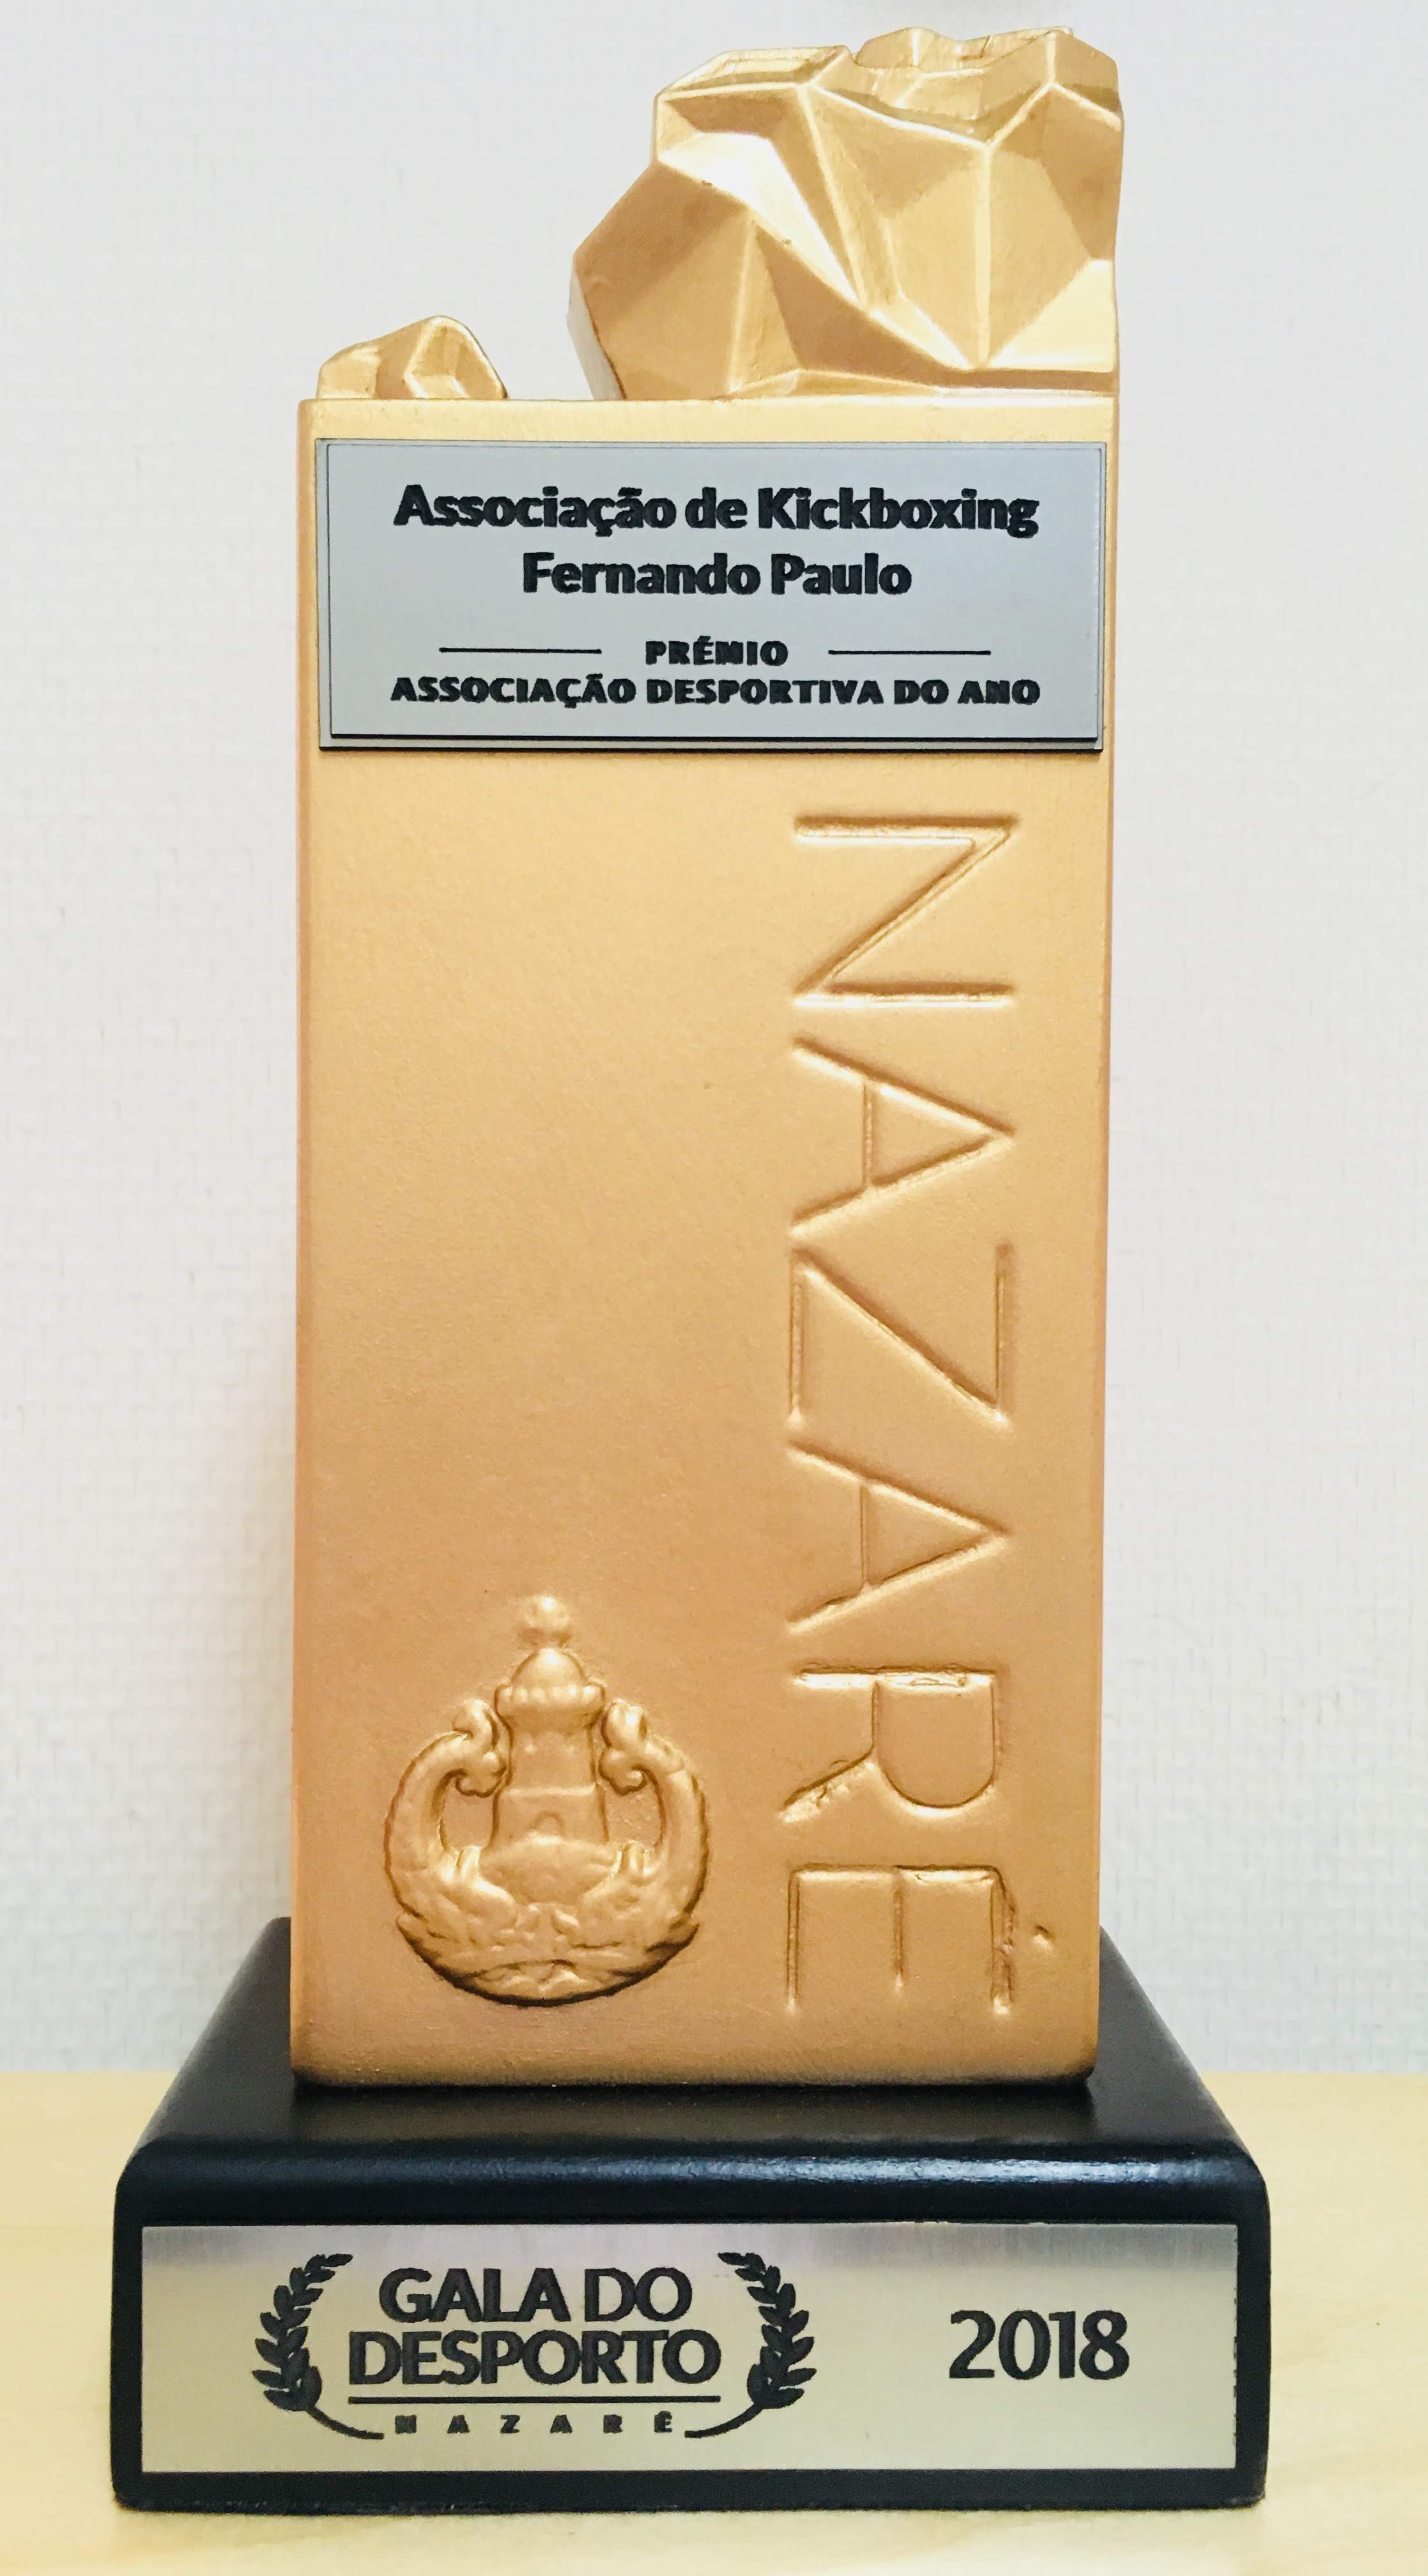 Associação de Kickboxing
Fernando Paulo
PRÉMIO
ASSOCIAÇÃO DESPORTIVA DO ANO
NAZARÉ
GALA DO
DESPORTO
NAZARÉ
2018